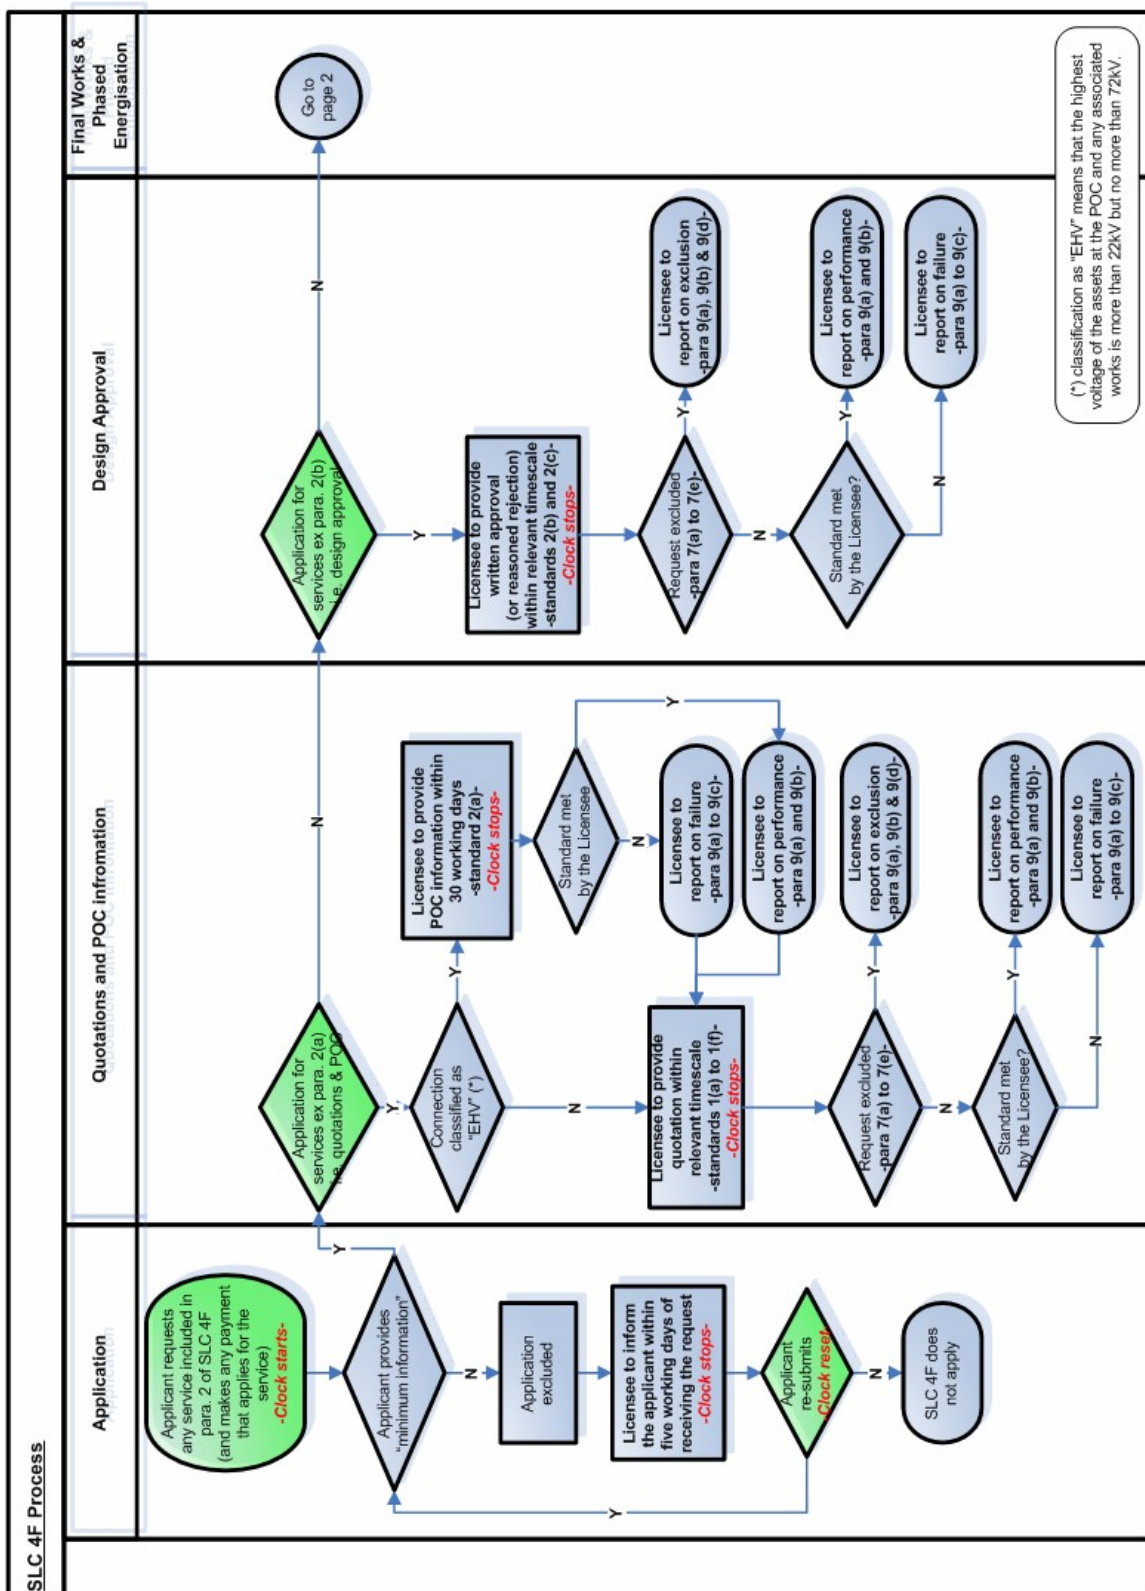 SLC 4F Process
Application
Quotations and POC infromation
Design Approval
Final Works &
Phased
Energisation
Applicant requests
any service included in
para. 2 of SLC 4F
(and makes any payment
that applies for the
service)
-Clock starts-
Applicant provides
"minimum information"
Y
N
Application
excluded
Licensee to inform
the applicant within
five working days of
receiving the request
-Clock stops-
Applicant
re-submits
-Clock reset-
Y
N
SLC 4F does
not apply
Application for
services ex para. 2(a)
i.e. quotations & POC
N
Y
Connection
classified as
"EHV" (*)
Y
N
Licensee to provide
POC information within
30 working days
-standard 2(a)-
-Clock stops-
Standard met
by the Licensee
Y
N
Licensee to
report on failure
-para 9(a) to 9(c)-
Licensee to
report on performance
-para 9(a) and 9(b)-
Licensee to provide
quotation within
relevant timescale
-standards 1(a) to 1(f)-
-Clock stops-
Request excluded
-para 7(a) to 7(e)-
Y
N
Licensee to
report on exclusion
-para 9(a), 9(b) & 9(d)-
Standard met
by the Licensee?
Y
N
Licensee to
report on performance
-para 9(a) and 9(b)-
Licensee to
report on failure
-para 9(a) to 9(c)-
Application for
services ex para. 2(b)
i.e. design approval
N
Y
Licensee to provide
written approval
(or reasoned rejection)
within relevant timescale
-standards 2(b) and 2(c)-
-Clock stops-
Request excluded
-para 7(a) to 7(e)-
Y
N
Licensee to
report on exclusion
-para 9(a), 9(b) & 9(d)-
Standard met
by the Licensee?
Y
N
Licensee to
report on performance
-para 9(a) and 9(b)-
Licensee to
report on failure
-para 9(a) to 9(c)-
Go to
page 2
(*) classification as "EHV" means that the highest
voltage of the assets at the POC and any associated
works is more than 22kV but no more than 72kV.